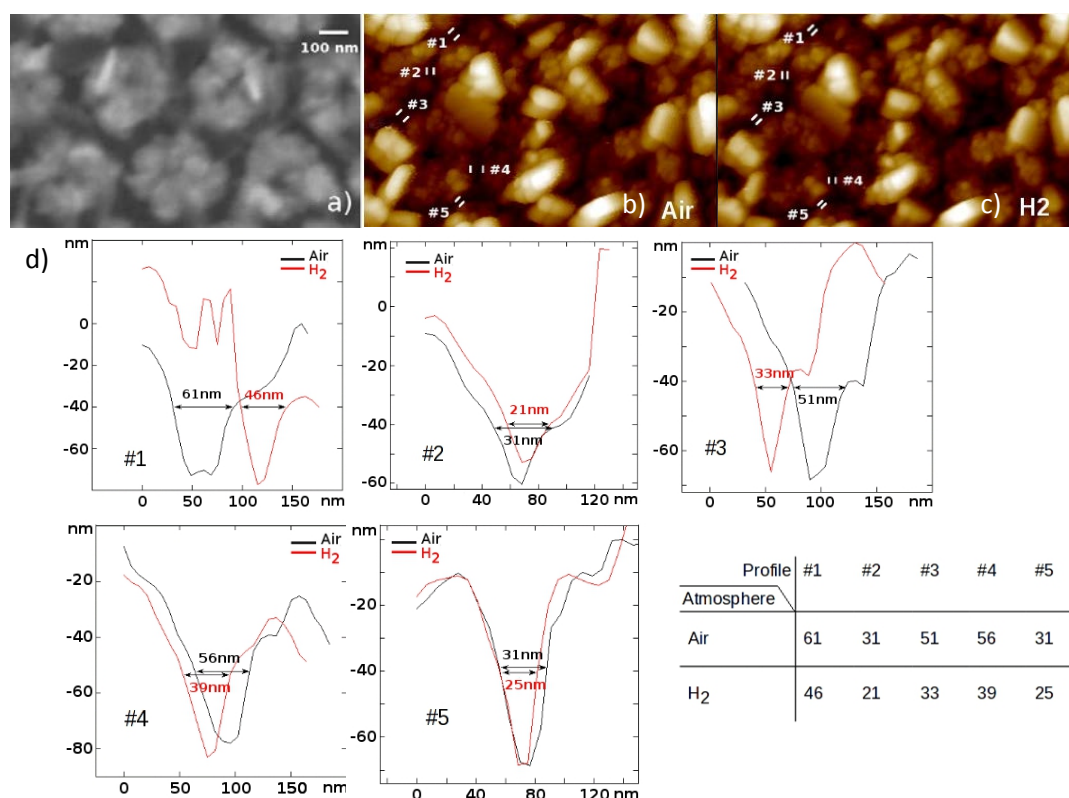 100 nm
a)
#1
#2
#3
#4
#5
b) Air
#1
#2
#3
#4
#5
c) H2
d)
nm
Air
H2
0
-20
-40
-60
61nm
46nm
#1
0 50 100 150 nm
nm
Air
H2
0
-20
-40
-60
21nm
31nm
#2
0 40 80 120 nm
nm
Air
H2
-20
-40
-60
33nm
51nm
#3
0 50 100 150 nm
nm
Air
H2
-20
-40
-60
-80
56nm
39nm
#4
0 50 100 150 nm
nm
Air
H2
-20
-40
-60
31nm
25nm
#5
0 40 80 120 nm
Profile #1 #2 #3 #4 #5
Atmosphere
Air 61 31 51 56 31
H2 46 21 33 39 25